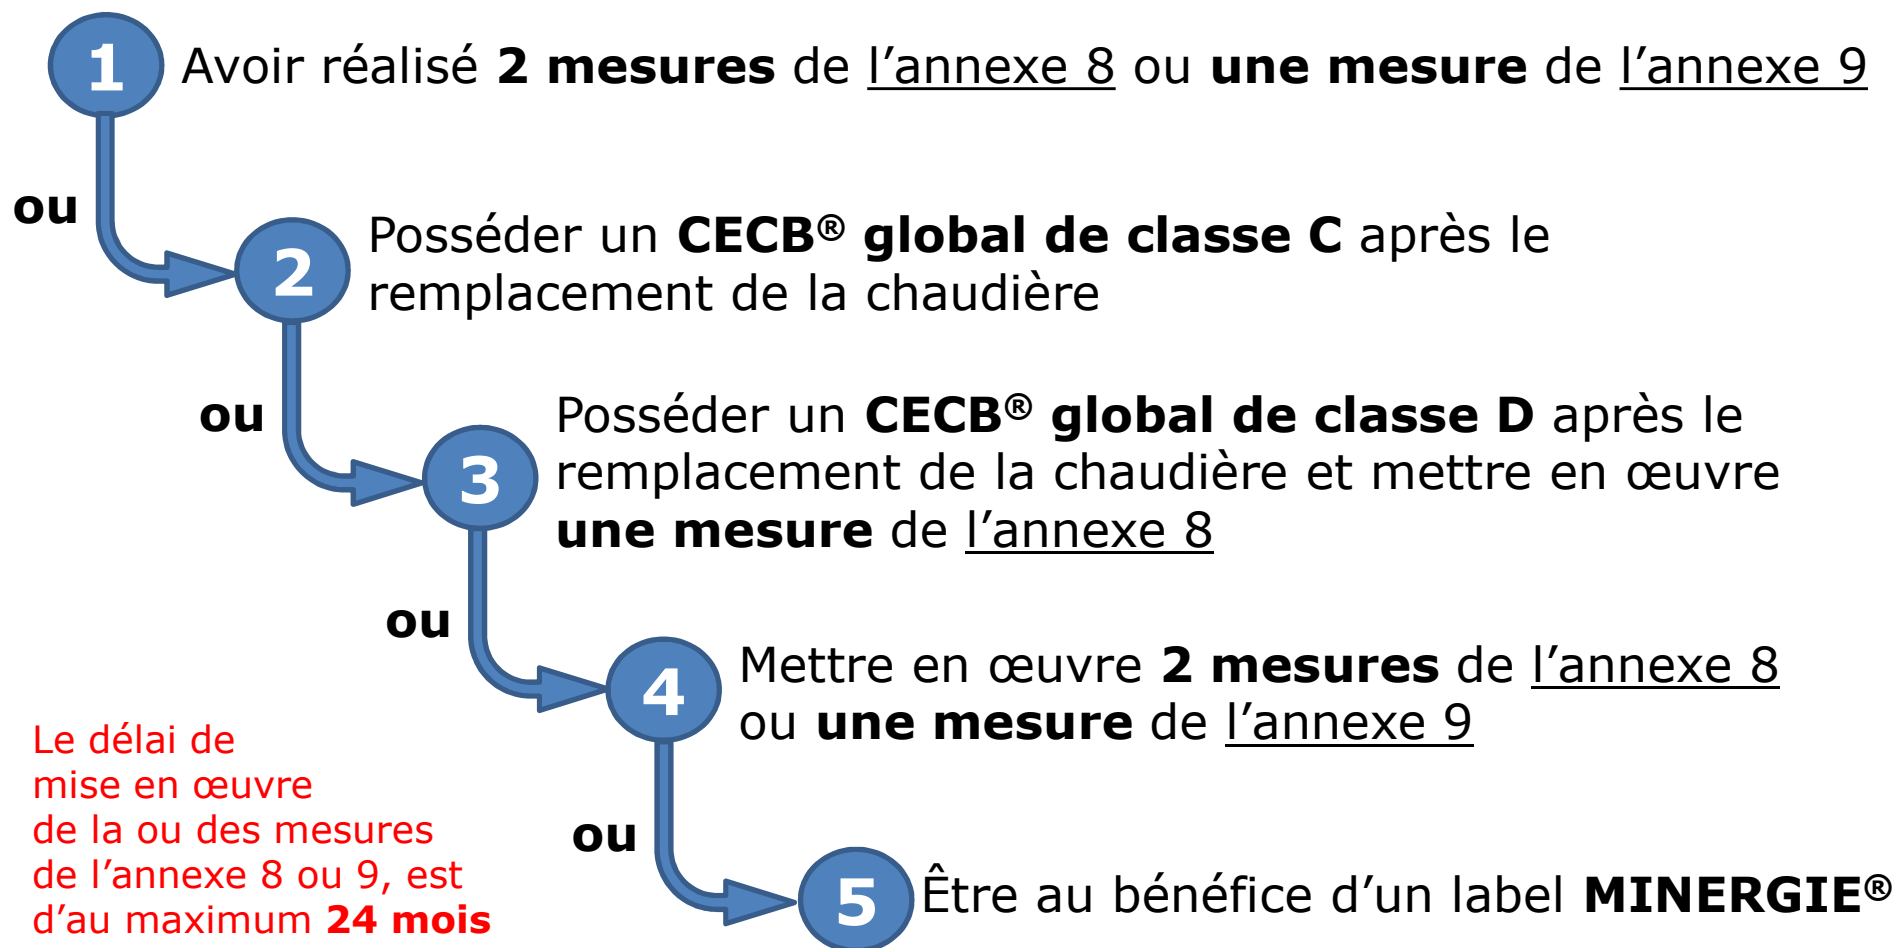 1 Avoir réalisé 2 mesures de l’annexe 8 ou une mesure de l’annexe 9
ou
2 Posséder un CECB® global de classe C après le
remplacement de la chaudière
ou
3 Posséder un CECB® global de classe D après le
remplacement de la chaudière et mettre en œuvre
une mesure de l’annexe 8
ou
4 Mettre en œuvre 2 mesures de l’annexe 8
ou une mesure de l’annexe 9
ou
5 Être au bénéfice d’un label MINERGIE®
Le délai de
mise en œuvre
de la ou des mesures
de l’annexe 8 ou 9, est
d’au maximum 24 mois